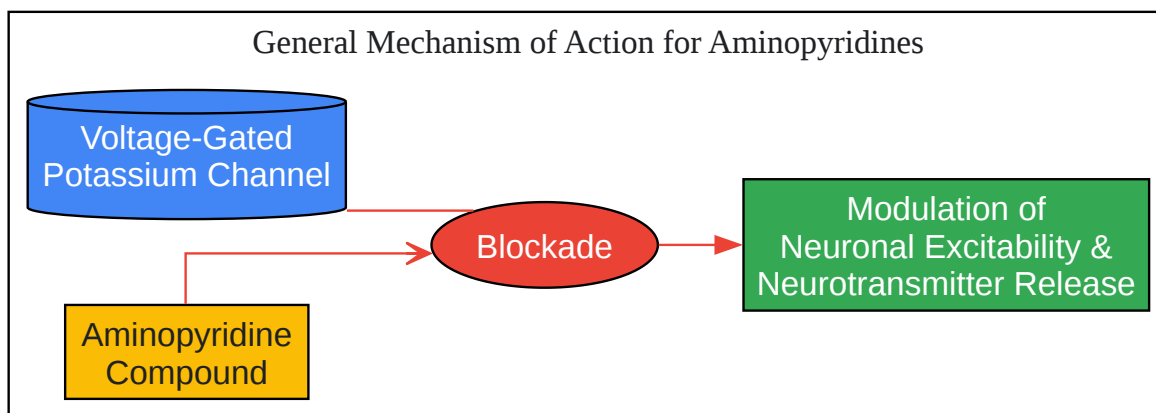 General Mechanism of Action for Aminopyridines
Voltage-Gated
Potassium Channel
Blockade
Modulation of
Neuronal Excitability &
Neurotransmitter Release
Aminopyridine
Compound